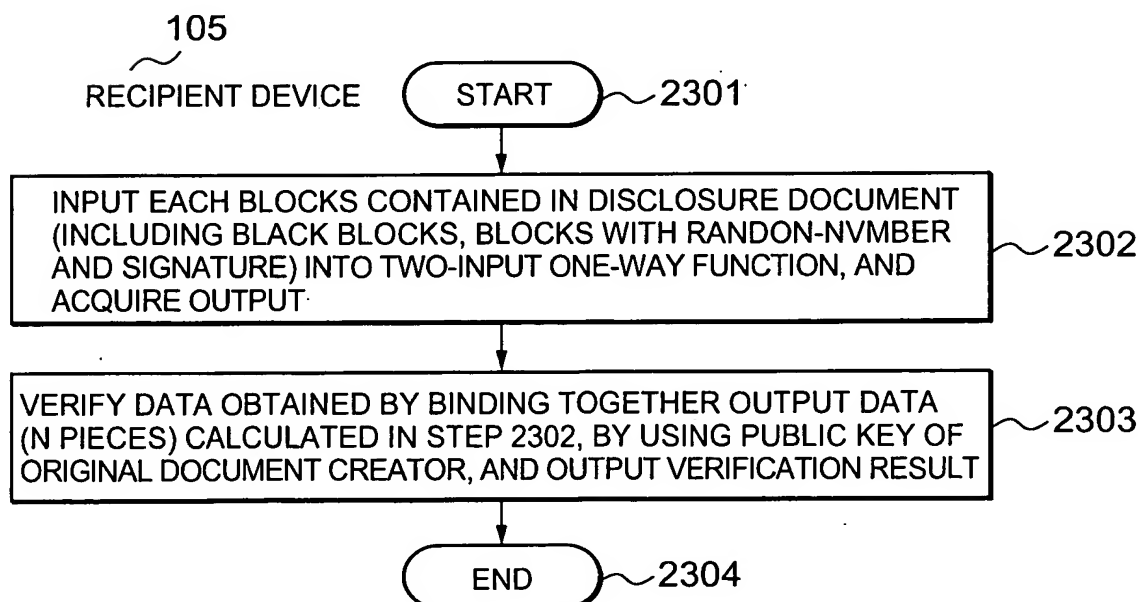 105
RECIPIENT DEVICE
START
2301
INPUT EACH BLOCKS CONTAINED IN DISCLOSURE DOCUMENT
(INCLUDING BLACK BLOCKS, BLOCKS WITH RANDON-NVMBER
AND SIGNATURE) INTO TWO-INPUT ONE-WAY FUNCTION, AND
ACQUIRE OUTPUT
2302
VERIFY DATA OBTAINED BY BINDING TOGETHER OUTPUT DATA
(N PIECES) CALCULATED IN STEP 2302, BY USING PUBLIC KEY OF
ORIGINAL DOCUMENT CREATOR, AND OUTPUT VERIFICATION RESULT
2303
END
2304